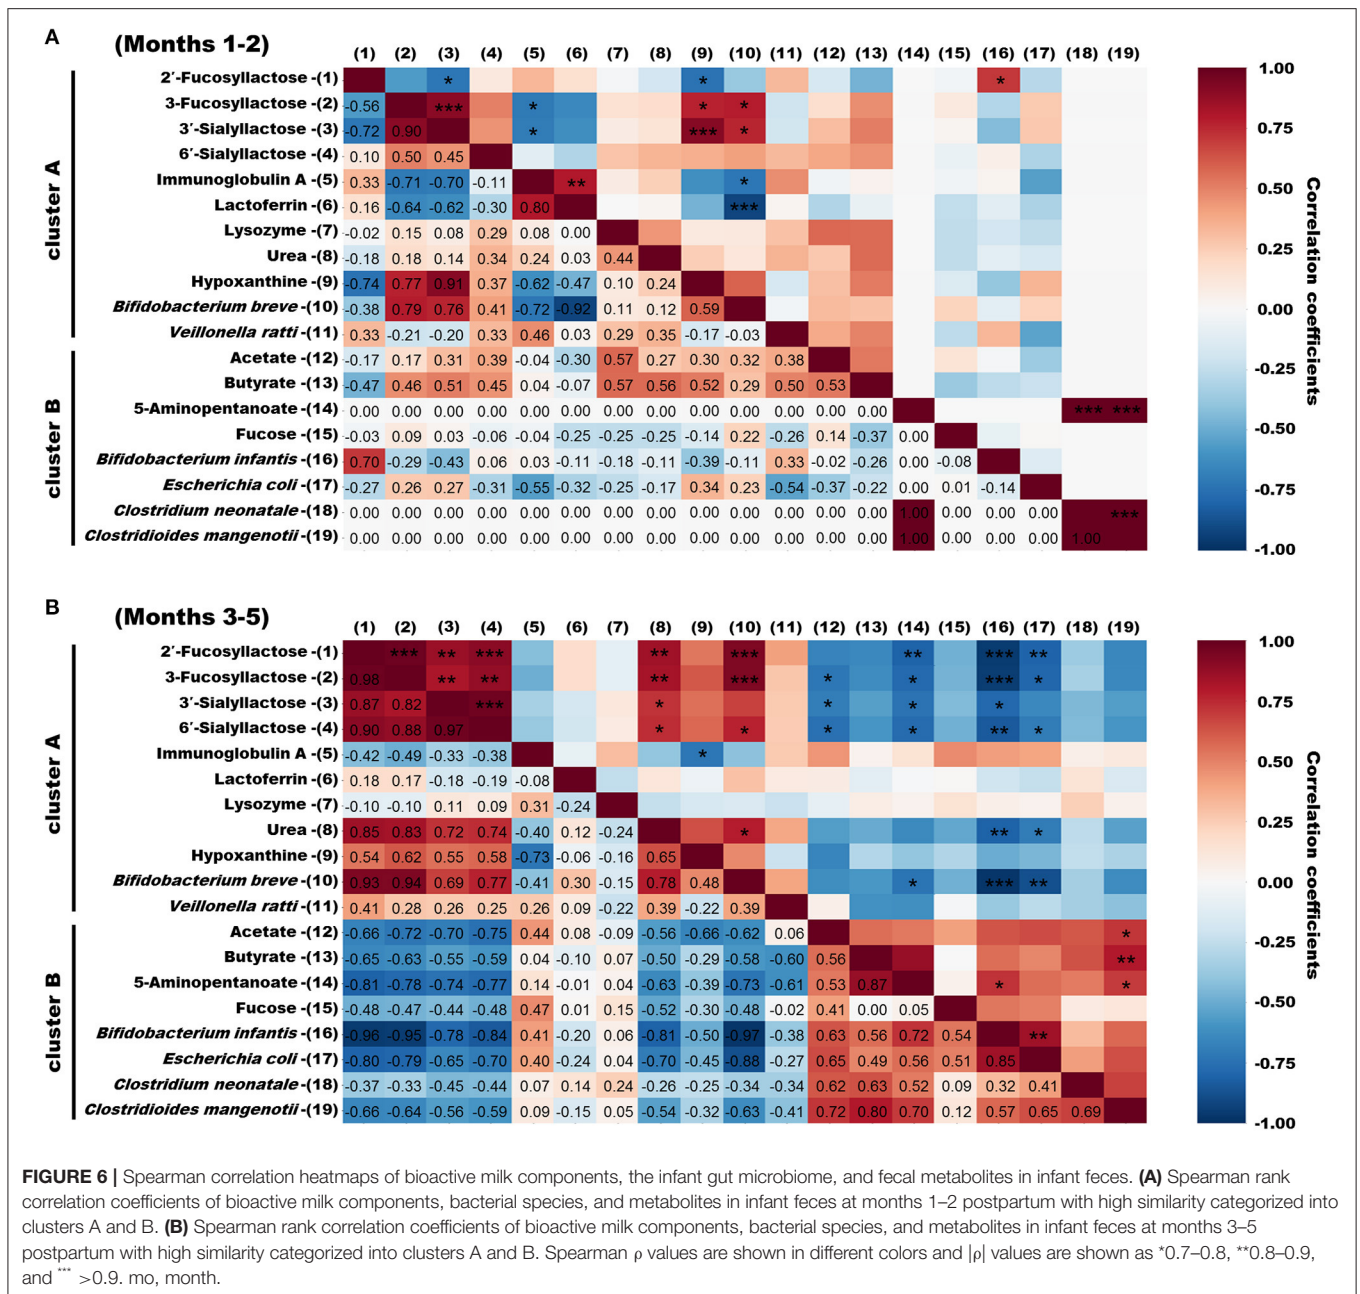 A
(Months 1-2)
(1) (2) (3) (4) (5) (6) (7) (8) (9) (10) (11) (12) (13) (14) (15) (16) (17) (18) (19)
cluster A
2′-Fucosyllactose -(1) * * *
3-Fucosyllactose -(2) -0.56 *** * * *
3′-Sialyllactose -(3) -0.72 0.90 * *** *
6′-Sialyllactose -(4) 0.10 0.50 0.45
Immunoglobulin A -(5) 0.33 -0.71 -0.70 -0.11 ** *
Lactoferrin -(6) 0.16 -0.64 -0.62 -0.30 0.80 ***
Lysozyme -(7) -0.02 0.15 0.08 0.29 0.08 0.00
Urea -(8) -0.18 0.18 0.14 0.34 0.24 0.03 0.44
Hypoxanthine -(9) -0.74 0.77 0.91 0.37 -0.62 -0.47 0.10 0.24
Bifidobacterium breve -(10) -0.38 0.79 0.76 0.41 -0.72 -0.92 0.11 0.12 0.59
Veillonella ratti -(11) 0.33 -0.21 -0.20 0.33 0.46 0.03 0.29 0.35 -0.17 -0.03
cluster B
Acetate -(12) -0.17 0.17 0.31 0.39 -0.04 -0.30 0.57 0.27 0.30 0.32 0.38
Butyrate -(13) -0.47 0.46 0.51 0.45 0.04 -0.07 0.57 0.56 0.52 0.29 0.50 0.53
5-Aminopentanoate -(14) 0.00 0.00 0.00 0.00 0.00 0.00 0.00 0.00 0.00 0.00 0.00 0.00 0.00 *** ***
Fucose -(15) -0.03 0.09 0.03 -0.06 -0.04 -0.25 -0.25 -0.25 -0.14 0.22 -0.26 0.14 -0.37 0.00
Bifidobacterium infantis -(16) 0.70 -0.29 -0.43 0.06 0.03 -0.11 -0.18 -0.11 -0.39 -0.11 0.33 -0.02 -0.26 0.00 -0.08
Escherichia coli -(17) -0.27 0.26 0.27 -0.31 -0.55 -0.32 -0.25 -0.17 0.34 0.23 -0.54 -0.37 -0.22 0.00 0.01 -0.14
Clostridium neonatale -(18) 0.00 0.00 0.00 0.00 0.00 0.00 0.00 0.00 0.00 0.00 0.00 0.00 0.00 1.00 0.00 0.00 0.00 ***
Clostridioides mangenotii -(19) 0.00 0.00 0.00 0.00 0.00 0.00 0.00 0.00 0.00 0.00 0.00 0.00 0.00 1.00 0.00 0.00 0.00 1.00
1.00
0.75
0.50
0.25
0.00
-0.25
-0.50
-0.75
-1.00
Correlation coefficients
B
(Months 3-5)
(1) (2) (3) (4) (5) (6) (7) (8) (9) (10) (11) (12) (13) (14) (15) (16) (17) (18) (19)
cluster A
2′-Fucosyllactose -(1) *** ** *** ** *** ** *** **
3-Fucosyllactose -(2) 0.98 ** ** ** *** * * *** *
3′-Sialyllactose -(3) 0.87 0.82 *** * * * *
6′-Sialyllactose -(4) 0.90 0.88 0.97 * * * * ** *
Immunoglobulin A -(5) -0.42 -0.49 -0.33 -0.38 *
Lactoferrin -(6) 0.18 0.17 -0.18 -0.19 -0.08
Lysozyme -(7) -0.10 -0.10 0.11 0.09 0.31 -0.24
Urea -(8) 0.85 0.83 0.72 0.74 -0.40 0.12 -0.24 * ** *
Hypoxanthine -(9) 0.54 0.62 0.55 0.58 -0.73 -0.06 -0.16 0.65
Bifidobacterium breve -(10) 0.93 0.94 0.69 0.77 -0.41 0.30 -0.15 0.78 0.48 * *** **
Veillonella ratti -(11) 0.41 0.28 0.26 0.25 0.26 0.09 -0.22 0.39 -0.22 0.39
cluster B
Acetate -(12) -0.66 -0.72 -0.70 -0.75 0.44 0.08 -0.09 -0.56 -0.66 -0.62 0.06 *
Butyrate -(13) -0.65 -0.63 -0.55 -0.59 0.04 -0.10 0.07 -0.50 -0.29 -0.58 -0.60 0.56 **
5-Aminopentanoate -(14) -0.81 -0.78 -0.74 -0.77 0.14 -0.01 0.04 -0.63 -0.39 -0.73 -0.61 0.53 0.87 * *
Fucose -(15) -0.48 -0.47 -0.44 -0.48 0.47 0.01 0.15 -0.52 -0.30 -0.48 -0.02 0.41 0.00 0.05
Bifidobacterium infantis -(16) -0.96 -0.95 -0.78 -0.84 0.41 -0.20 0.06 -0.81 -0.50 -0.97 -0.38 0.63 0.56 0.72 0.54 **
Escherichia coli -(17) -0.80 -0.79 -0.65 -0.70 0.40 -0.24 0.04 -0.70 -0.45 -0.88 -0.27 0.65 0.49 0.56 0.51 0.85
Clostridium neonatale -(18) -0.37 -0.33 -0.45 -0.44 0.07 0.14 0.24 -0.26 -0.25 -0.34 -0.34 0.62 0.63 0.52 0.09 0.32 0.41
Clostridioides mangenotii -(19) -0.66 -0.64 -0.56 -0.59 0.09 -0.15 0.05 -0.54 -0.32 -0.63 -0.41 0.72 0.80 0.70 0.12 0.57 0.65 0.69
1.00
0.75
0.50
0.25
0.00
-0.25
-0.50
-0.75
-1.00
Correlation coefficients
FIGURE 6 | Spearman correlation heatmaps of bioactive milk components, the infant gut microbiome, and fecal metabolites in infant feces. (A) Spearman rank
correlation coefficients of bioactive milk components, bacterial species, and metabolites in infant feces at months 1–2 postpartum with high similarity categorized into
clusters A and B. (B) Spearman rank correlation coefficients of bioactive milk components, bacterial species, and metabolites in infant feces at months 3–5
postpartum with high similarity categorized into clusters A and B. Spearman ρ values are shown in different colors and |ρ| values are shown as *0.7–0.8, **0.8–0.9,
and *** >0.9. mo, month.